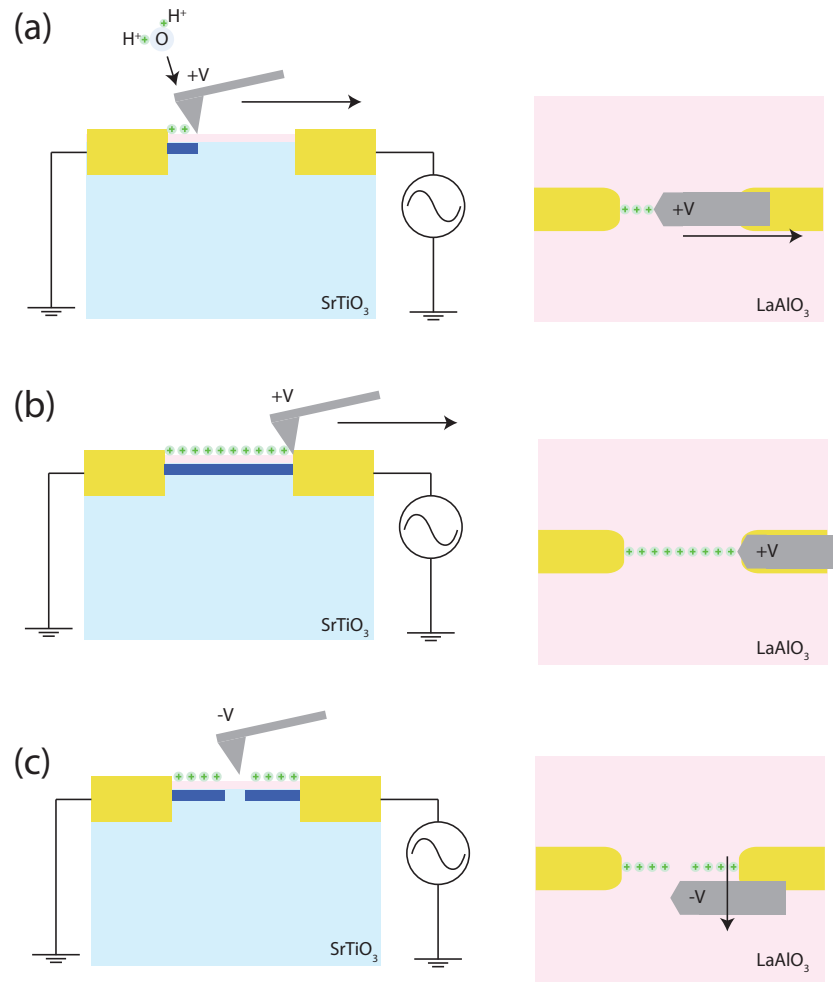 (a)
H⁺
H⁺
+
+
O
+V
+ +
SrTiO₃
+ + +
+V
LaAlO₃
(b)
+V
+ + + + + + + + + +
SrTiO₃
+ + + + + + + + +
+V
LaAlO₃
(c)
-V
+ + + + + + + +
SrTiO₃
+ + + + + + + +
-V
LaAlO₃